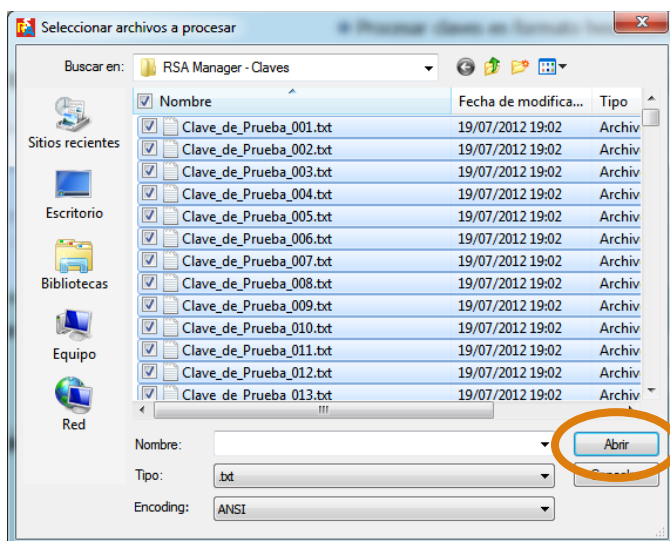 Seleccionar archivos a procesar
Buscar en: RSA Manager - Claves
Nombre Fecha de modifica... Tipo
Clave_de_Prueba_001.txt 19/07/2012 19:02 Archiv
Clave_de_Prueba_002.txt 19/07/2012 19:02 Archiv
Clave_de_Prueba_003.txt 19/07/2012 19:02 Archiv
Clave_de_Prueba_004.txt 19/07/2012 19:02 Archiv
Clave_de_Prueba_005.txt 19/07/2012 19:02 Archiv
Clave_de_Prueba_006.txt 19/07/2012 19:02 Archiv
Clave_de_Prueba_007.txt 19/07/2012 19:02 Archiv
Clave_de_Prueba_008.txt 19/07/2012 19:02 Archiv
Clave_de_Prueba_009.txt 19/07/2012 19:02 Archiv
Clave_de_Prueba_010.txt 19/07/2012 19:02 Archiv
Clave_de_Prueba_011.txt 19/07/2012 19:02 Archiv
Clave_de_Prueba_012.txt 19/07/2012 19:02 Archiv
Clave_de_Prueba_013.txt 19/07/2012 19:02 Archiv
Sitios recientes
Escritorio
Bibliotecas
Equipo
Red
Nombre: Abrir
Tipo: .txt
Encoding: ANSI